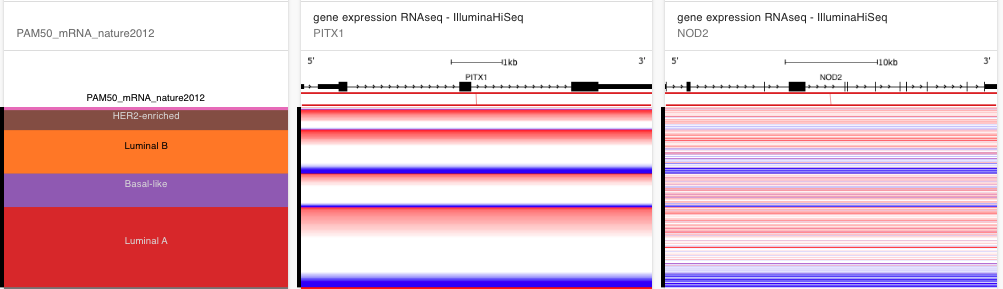 PAM50_mRNA_nature2012
PAM50_mRNA_nature2012
HER2-enriched
Luminal B
Basal-like
Luminal A
gene expression RNAseq - IlluminaHiSeq
PITX1
5' 1kb 3'
PITX1
gene expression RNAseq - IlluminaHiSeq
NOD2
5' 10kb 3'
NOD2